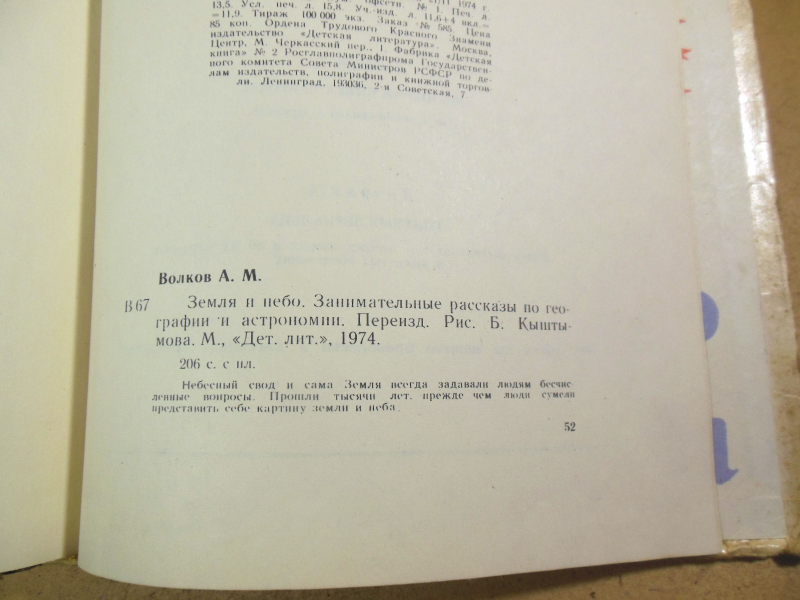 1974 г.
13,5. Усл. печ. л. 15,8. Уч.-изд. л. 11,6+4 вкл.=
=11,9. Тираж 100 000 экз. Заказ № 585. Цена
85 коп. Ордена Трудового Красного Знамени
издательство «Детская литература». Москва,
Центр, М. Черкасский пер., 1. Фабрика «Детская
книга» № 2 Росглавполиграфпрома Государствен-
ного комитета Совета Министров РСФСР по де-
лам издательств, полиграфии и книжной торгов-
ли. Ленинград, 193036, 2-я Советская, 7
Волков А. М.
В67 Земля и небо. Занимательные рассказы по гео-
графии и астрономии. Переизд. Рис. Б. Кышты-
мова. М., «Дет. лит.», 1974.
206 с. с ил.
Небесный свод и сама Земля всегда задавали людям бесчис-
ленные вопросы. Прошли тысячи лет, прежде чем люди сумели
представить себе картину земли и неба.
52